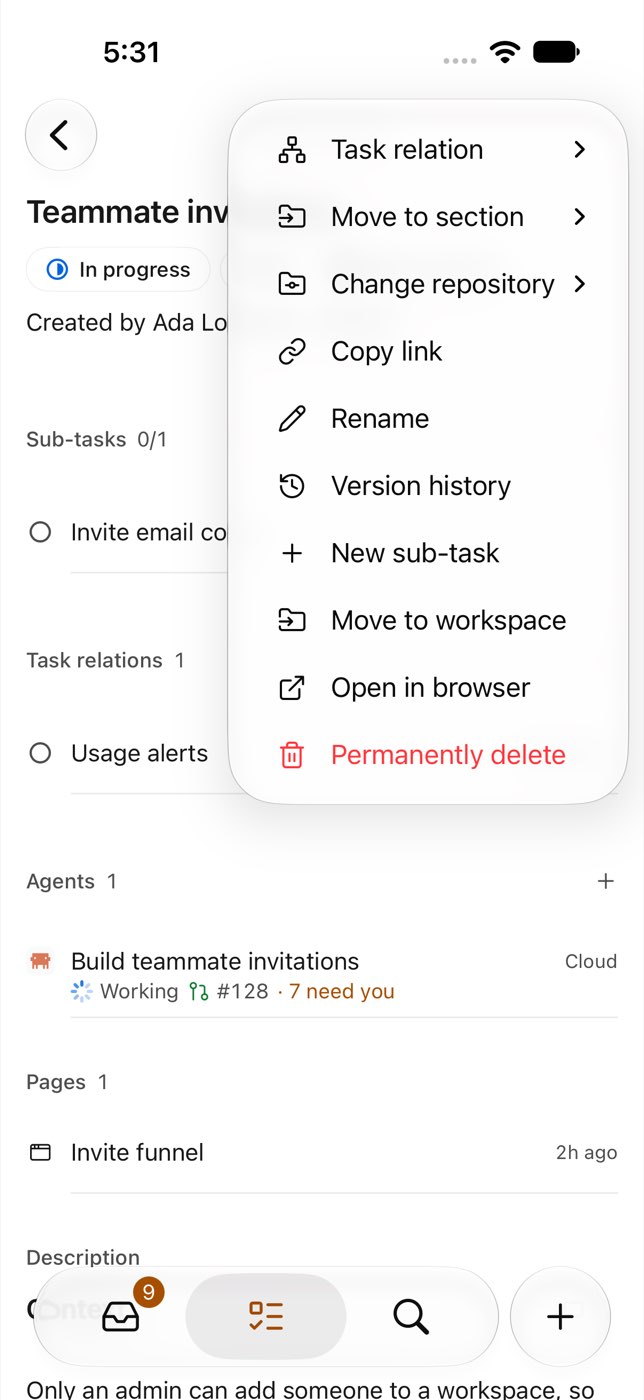 5:31
Task relation
Move to section
Change repository
Copy link
Rename
Version history
New sub-task
Move to workspace
Open in browser
Permanently delete
Teammate inv
In progress
Created by Ada Lo
Sub-tasks 0/1
Invite email co
Task relations 1
Usage alerts
Agents 1
Build teammate invitations
Cloud
Working #128 · 7 need you
Pages 1
Invite funnel
2h ago
Description
9
Only an admin can add someone to a workspace, so